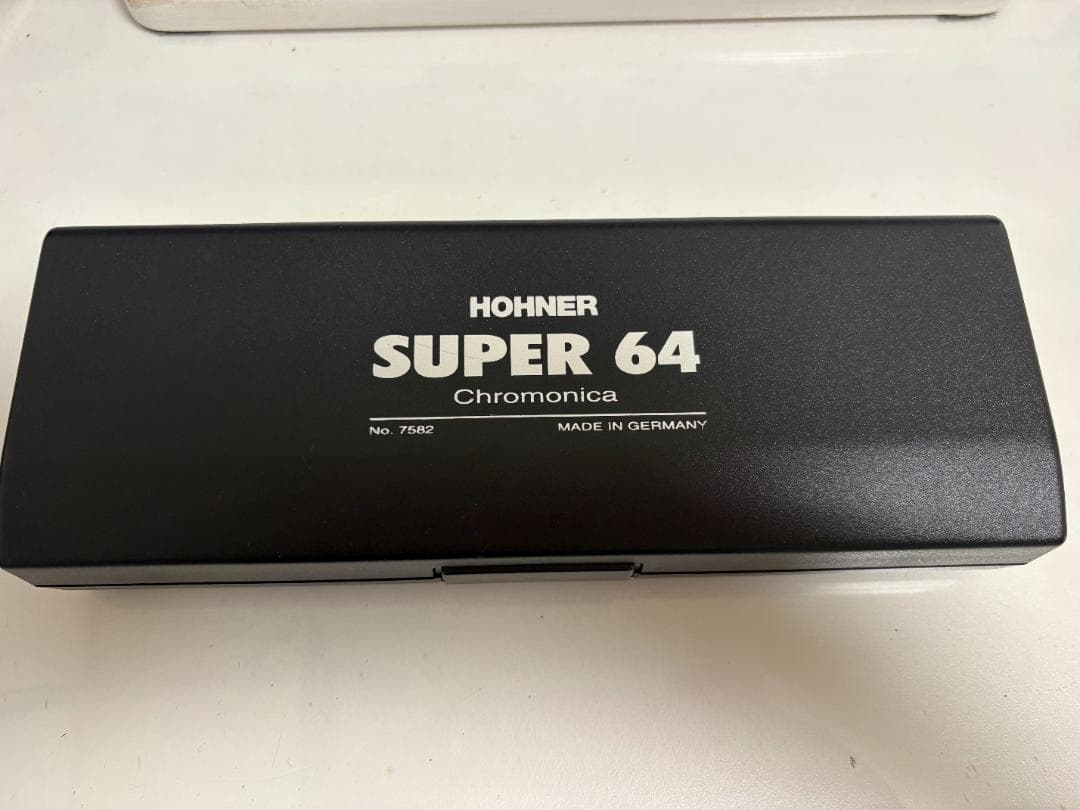 HOHNER
SUPER 64
Chromonica
No. 7582 MADE IN GERMANY